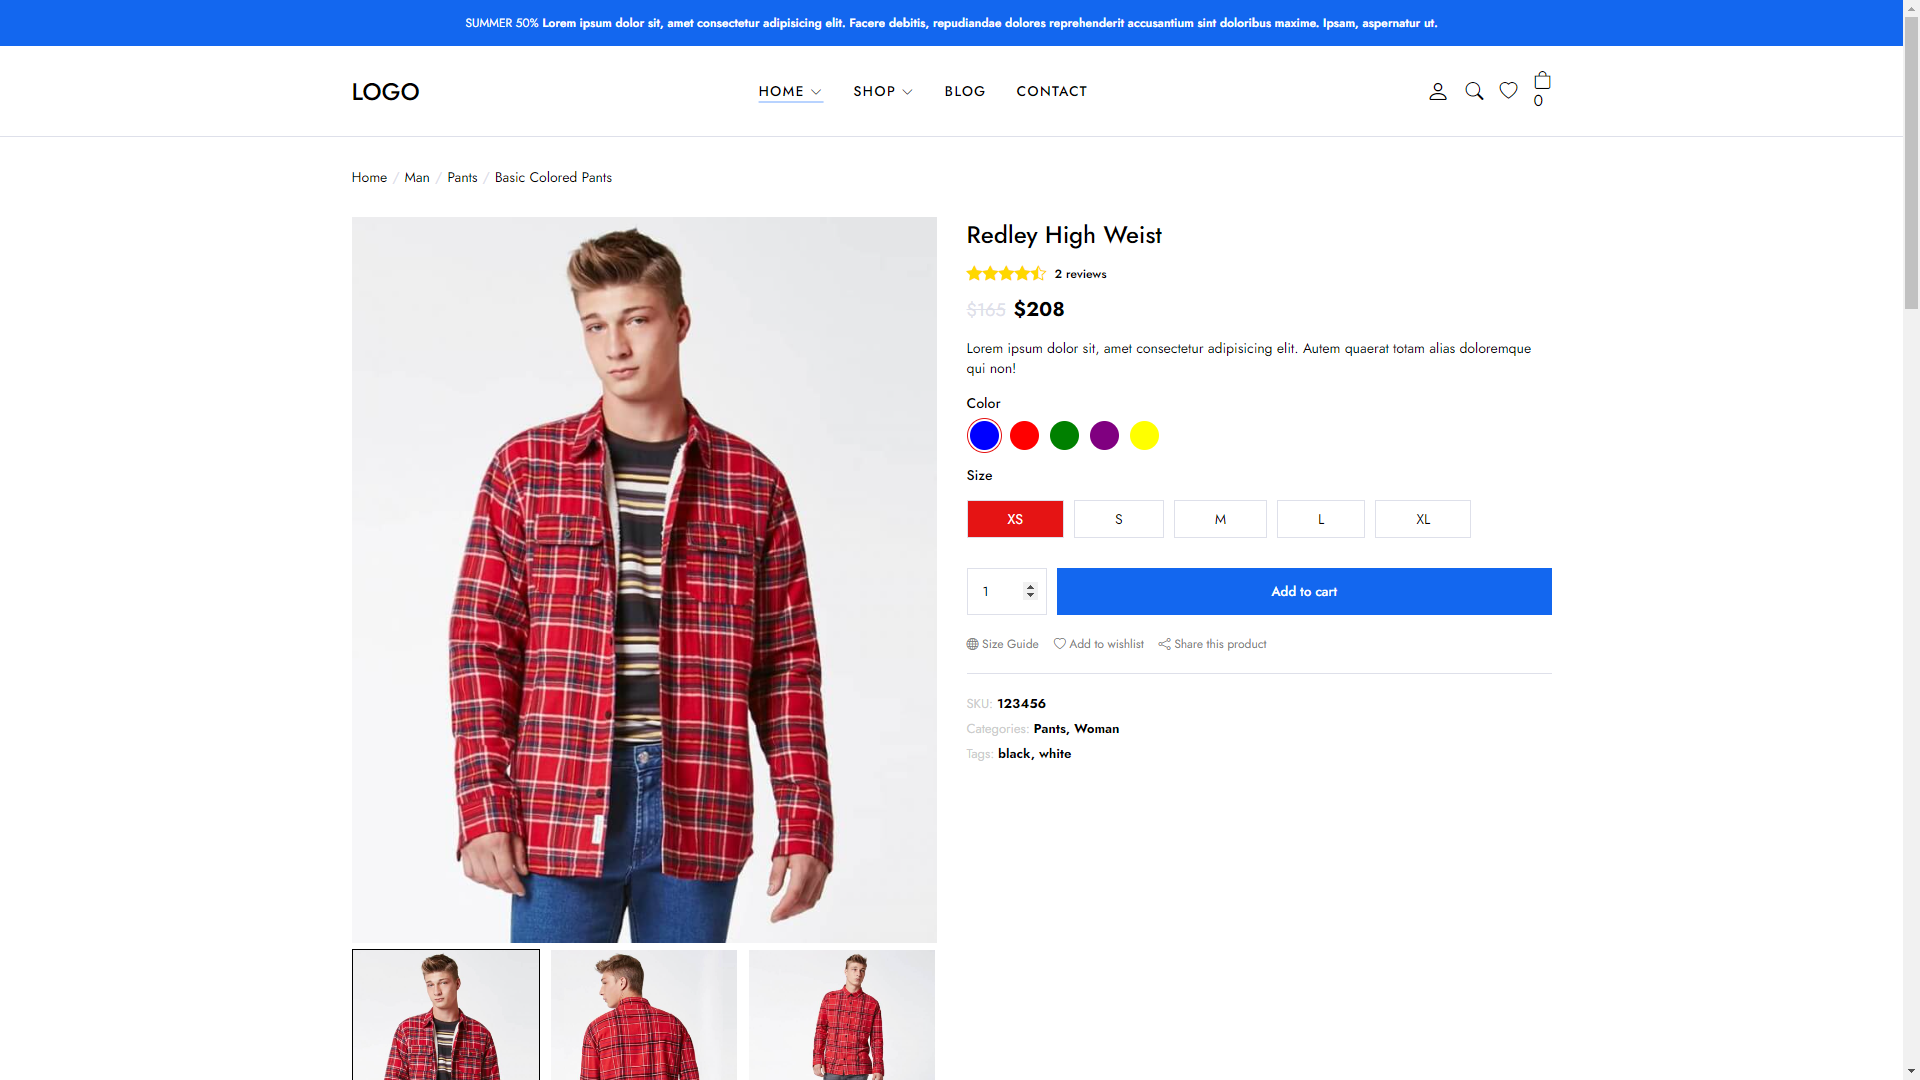 SUMMER 50% Lorem ipsum dolor sit, amet consectetur adipisicing elit. Facere debitis, repudiandae dolores reprehenderit accusantium sint doloribus maxime. Ipsam, aspernatur ut.
LOGO
HOME
SHOP
BLOG
CONTACT
0
Home / Man / Pants / Basic Colored Pants
Redley High Weist
2 reviews
$165 $208
Lorem ipsum dolor sit, amet consectetur adipisicing elit. Autem quaerat totam alias doloremque
qui non!
Color
Size
XS
S
M
L
XL
1
Add to cart
Size Guide
Add to wishlist
Share this product
SKU: 123456
Categories: Pants, Woman
Tags: black, white